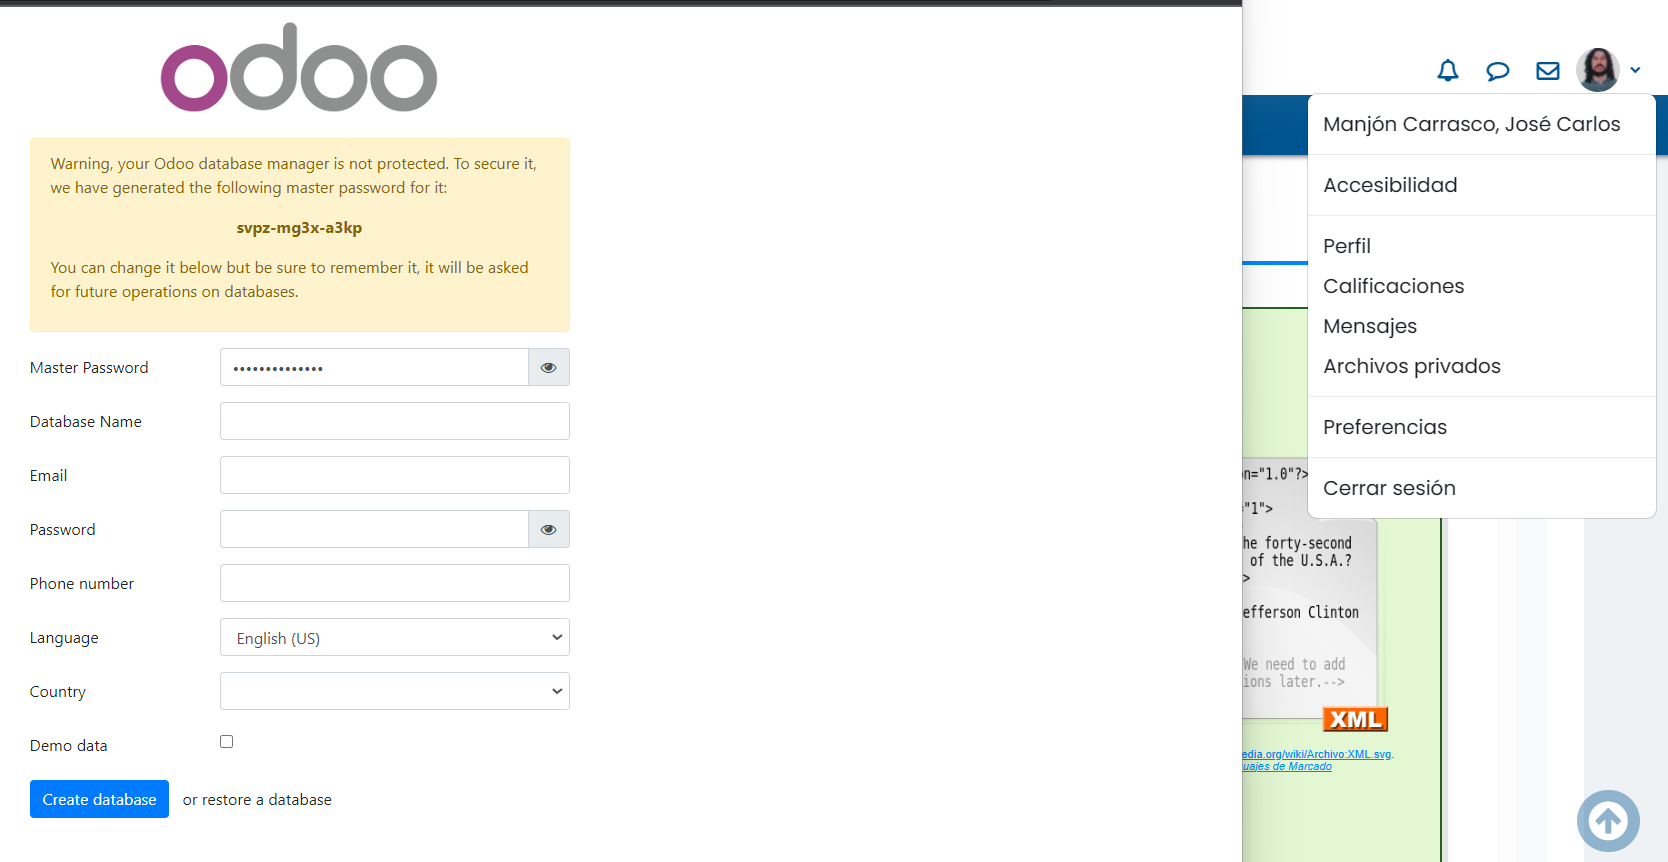 odoo
Warning, your Odoo database manager is not protected. To secure it,
we have generated the following master password for it:
svpz-mg3x-a3kp
You can change it below but be sure to remember it, it will be asked
for future operations on databases.
Master Password
Database Name
Email
Password
Phone number
Language
English (US)
Country
Demo data
Create database or restore a database
Manjón Carrasco, José Carlos
Accesibilidad
Perfil
Calificaciones
Mensajes
Archivos privados
Preferencias
Cerrar sesión
on="1.0"?>
="1">
he forty-second
of the U.S.A.?
>
efferson Clinton
We need to add
ions later.-->
XML
edia.org/wiki/Archivo:XML.svg.
uajes de Marcado